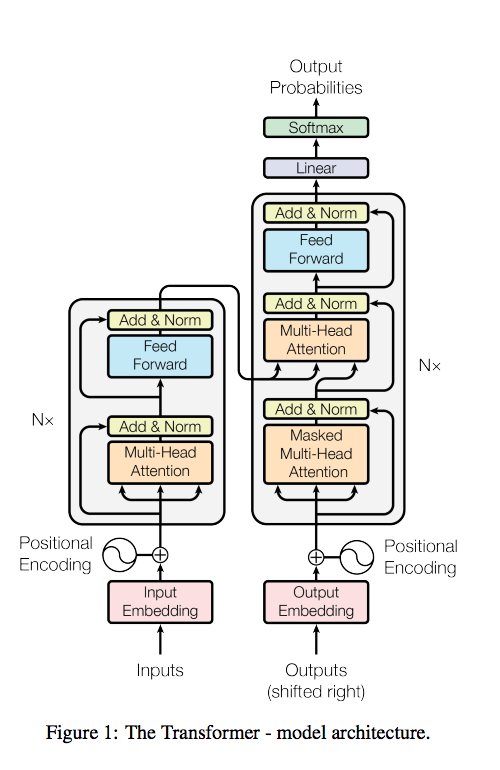 Output
Probabilities
Softmax
Linear
Add & Norm
Feed
Forward
Add & Norm
Multi-Head
Attention
Add & Norm
Masked
Multi-Head
Attention
Nx
Add & Norm
Feed
Forward
Add & Norm
Multi-Head
Attention
N×
Positional
Encoding
Positional
Encoding
Input
Embedding
Output
Embedding
Inputs
Outputs
(shifted right)
Figure 1: The Transformer - model architecture.